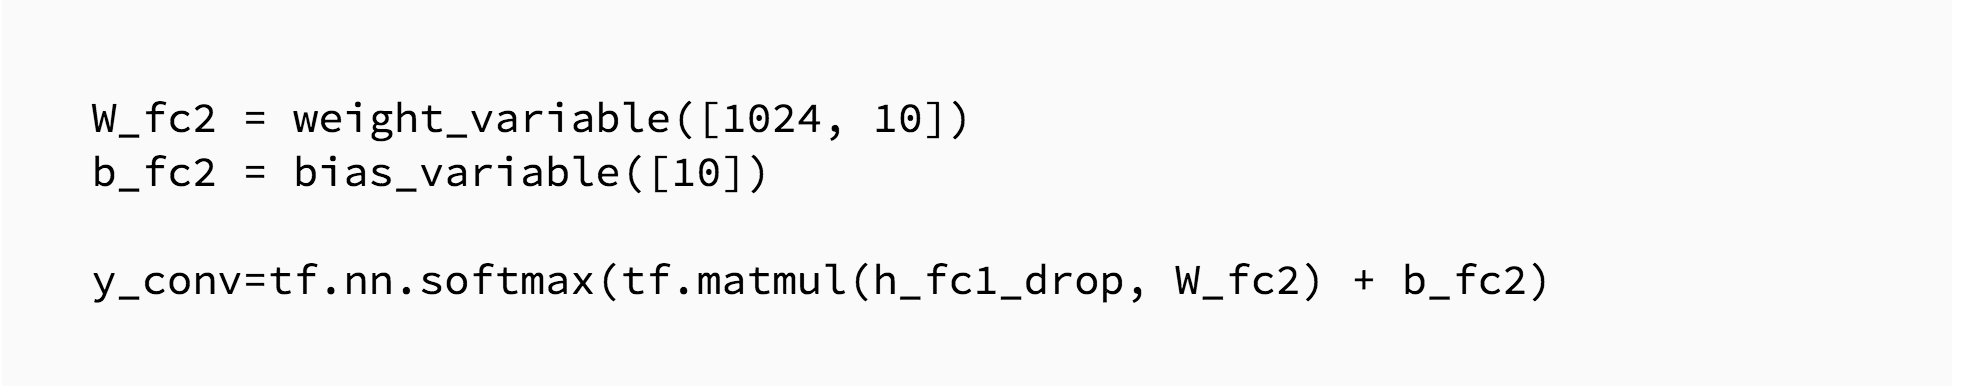 W_fc2 = weight_variable([1024, 10])
b_fc2 = bias_variable([10])
y_conv=tf.nn.softmax(tf.matmul(h_fc1_drop, W_fc2) + b_fc2)